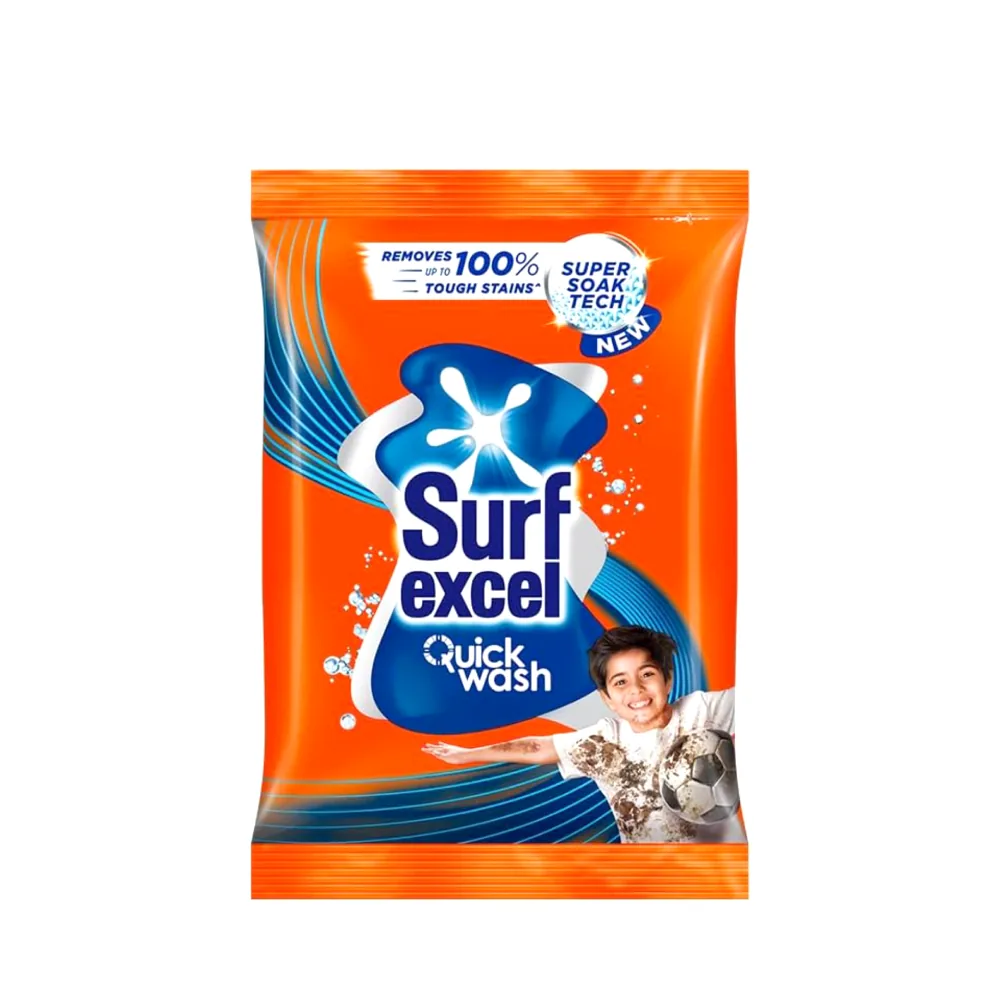 REMOVES
UP TO 100%
TOUGH STAINS^
SUPER
SOAK
TECH
NEW
Surf
excel
Quick
wash